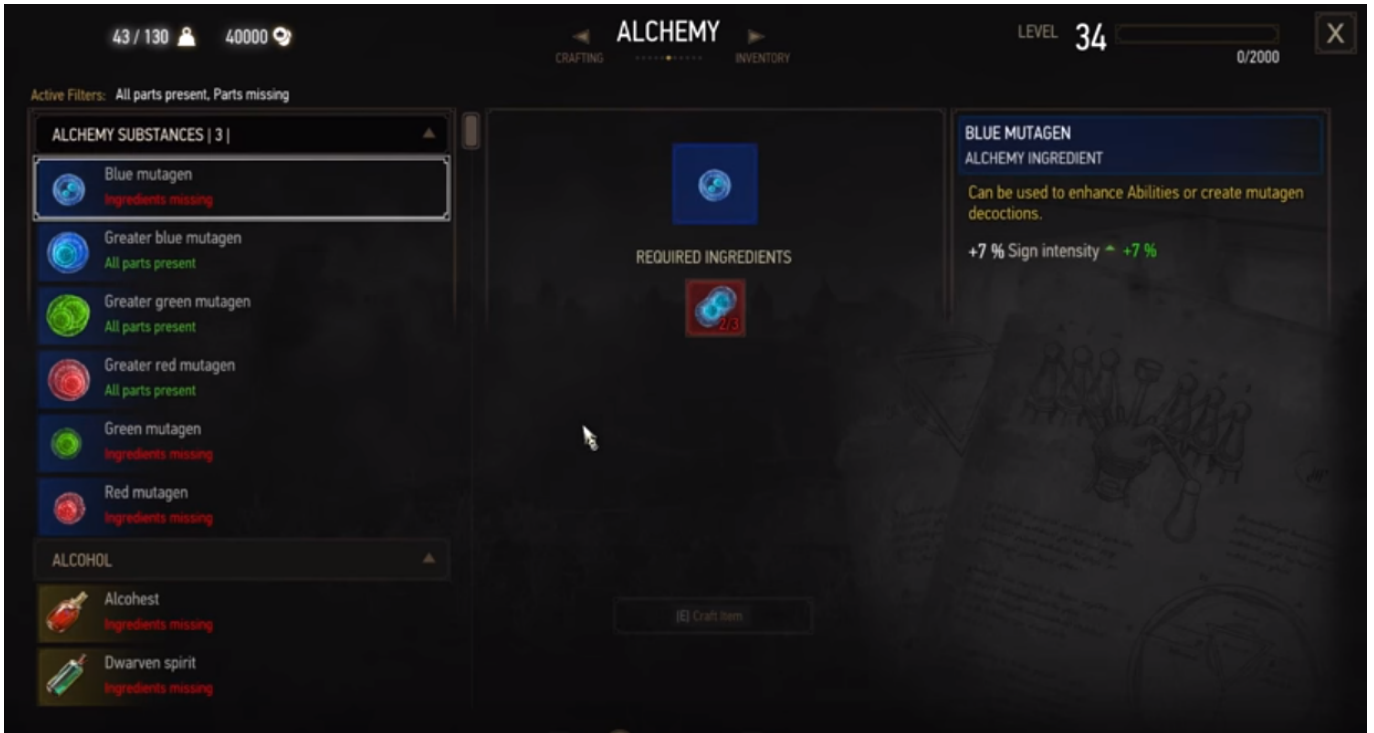 43 / 130 40000
ALCHEMY
CRAFTING INVENTORY
LEVEL 34
0/2000
X
Active Filters: All parts present, Parts missing
ALCHEMY SUBSTANCES | 3 |
Blue mutagen
Ingredients missing
Greater blue mutagen
All parts present
Greater green mutagen
All parts present
Greater red mutagen
All parts present
Green mutagen
Ingredients missing
Red mutagen
Ingredients missing
ALCOHOL
Alcohest
Ingredients missing
Dwarven spirit
Ingredients missing
REQUIRED INGREDIENTS
2/3
[E] Craft Item
BLUE MUTAGEN
ALCHEMY INGREDIENT
Can be used to enhance Abilities or create mutagen
decoctions.
+7 % Sign intensity +7 %